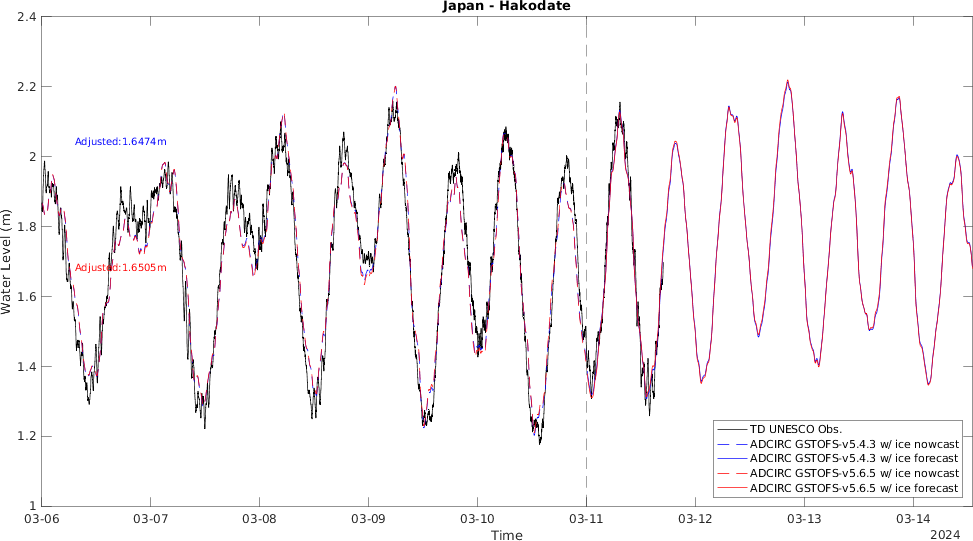 Japan - Hakodate
2.4
2.2
2
1.8
1.6
1.4
1.2
1
Water Level (m)
Adjusted:1.6474m
Adjusted:1.6505m
TD UNESCO Obs.
ADCIRC GSTOFS-v5.4.3 w/ ice nowcast
ADCIRC GSTOFS-v5.4.3 w/ ice forecast
ADCIRC GSTOFS-v5.6.5 w/ ice nowcast
ADCIRC GSTOFS-v5.6.5 w/ ice forecast
03-06 03-07 03-08 03-09 03-10 03-11 03-12 03-13 03-14
Time
2024